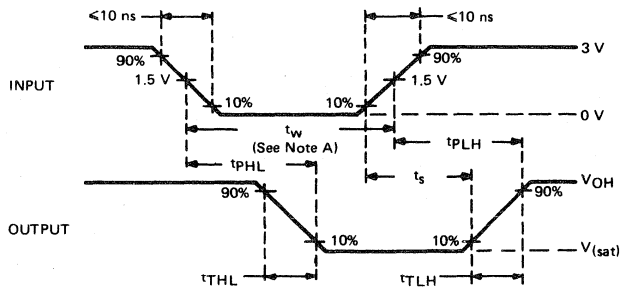 ≤10 ns
≤10 ns
3 V
90%
90%
INPUT
1.5 V
1.5 V
10%
10%
0 V
tw
(See Note A)
tPHL
tPLH
ts
VOH
90%
90%
OUTPUT
10%
10%
V(sat)
tTHL
tTLH